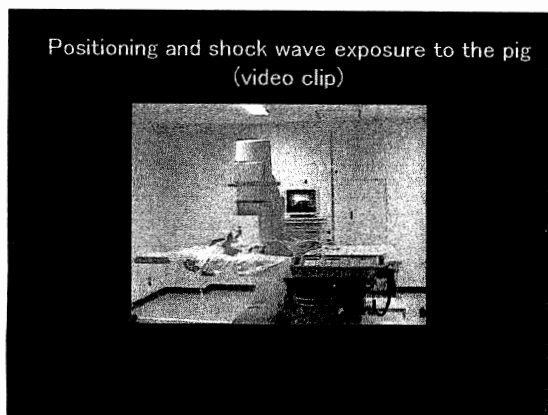 Positioning and shock wave exposure to the pig
(video clip)